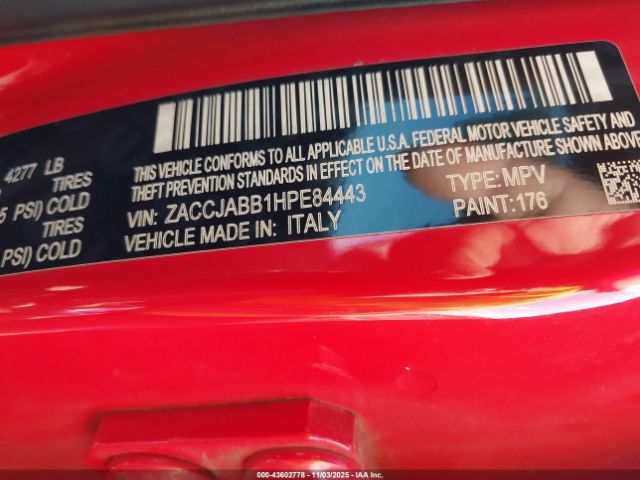 4277 LB
TIRES
5 PSI) COLD
TIRES
PSI) COLD
THIS VEHICLE CONFORMS TO ALL APPLICABLE U.S.A. FEDERAL MOTOR VEHICLE SAFETY AND
THEFT PREVENTION STANDARDS IN EFFECT ON THE DATE OF MANUFACTURE SHOWN ABOVE
VIN: ZACCJABB1HPE84443
TYPE: MPV
VEHICLE MADE IN: ITALY
PAINT: 176
00-43602778 | 11/03/2025 | IAA Inc.